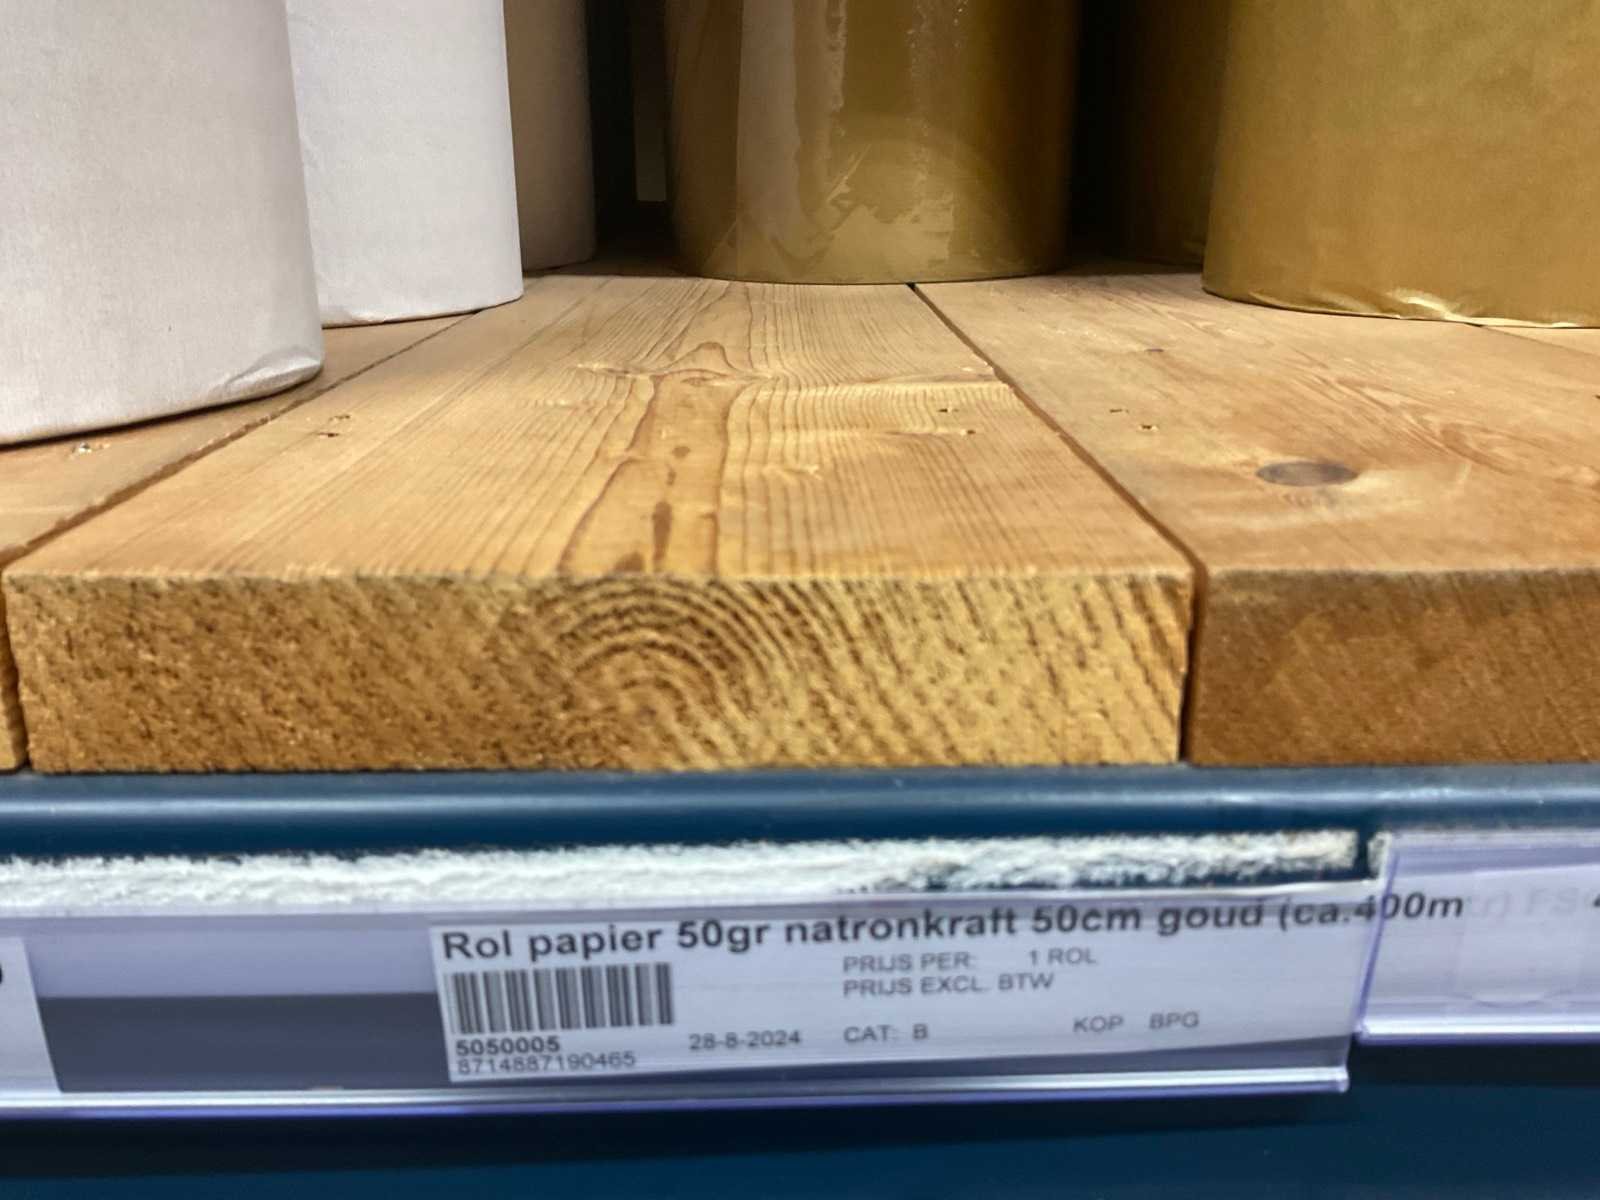 Rol papier 50gr natronkraft 50cm goud (ca.400m
PRIJS PER: 1 ROL
PRIJS EXCL. BTW
5050005
28-8-2024 CAT: B KOP BPG
8714887190465